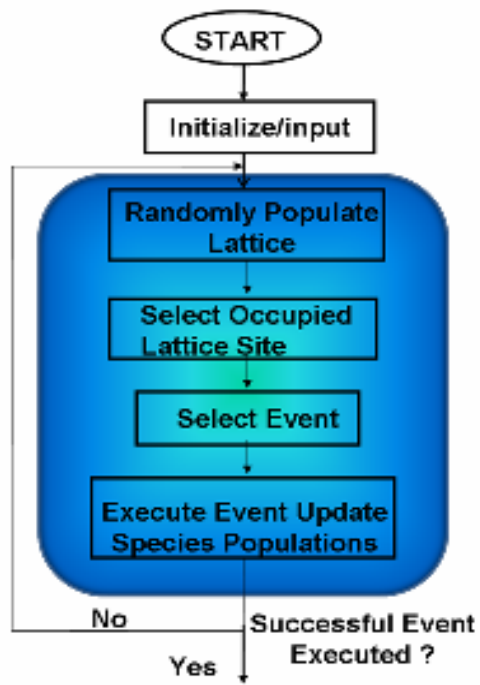 START
Initialize/input
Randomly Populate
Lattice
Select Occupied
Lattice Site
Select Event
Execute Event Update
Species Populations
No
Successful Event
Executed ?
Yes